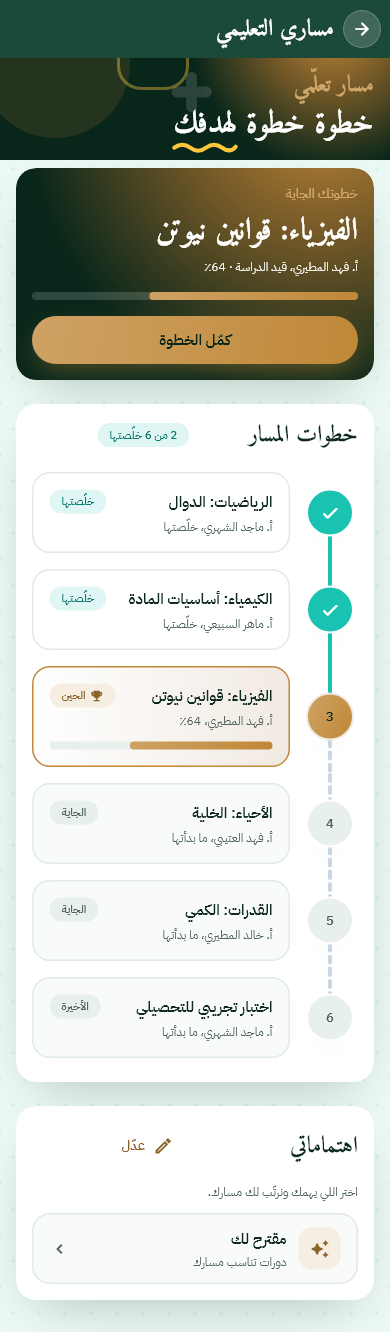 مساري التعليمي
مسار تعلّمي
خطوة خطوة لهدفك
خطوتك الجاية
الفيزياء: قوانين نيوتن
أ. فهد المطيري، قيد الدراسة · 64٪
كمّل الخطوة
خطوات المسار
2 من 6 خلّصتها
الرياضيات: الدوال
خلّصتها
أ. ماجد الشهري، خلّصتها
الكيمياء: أساسيات المادة
خلّصتها
أ. ماهر السبيعي، خلّصتها
3
الفيزياء: قوانين نيوتن
الحين
أ. فهد المطيري، 64٪
4
الأحياء: الخلية
الجاية
أ. فهد العتيبي، ما بدأتها
5
القدرات: الكمي
الجاية
أ. خالد المطيري، ما بدأتها
6
اختبار تجريبي للتحصيلي
الأخيرة
أ. ماجد الشهري، ما بدأتها
اهتماماتي
عدّل
اختر اللي يهمك ونرتّب لك مسارك.
مقترح لك
دورات تناسب مسارك